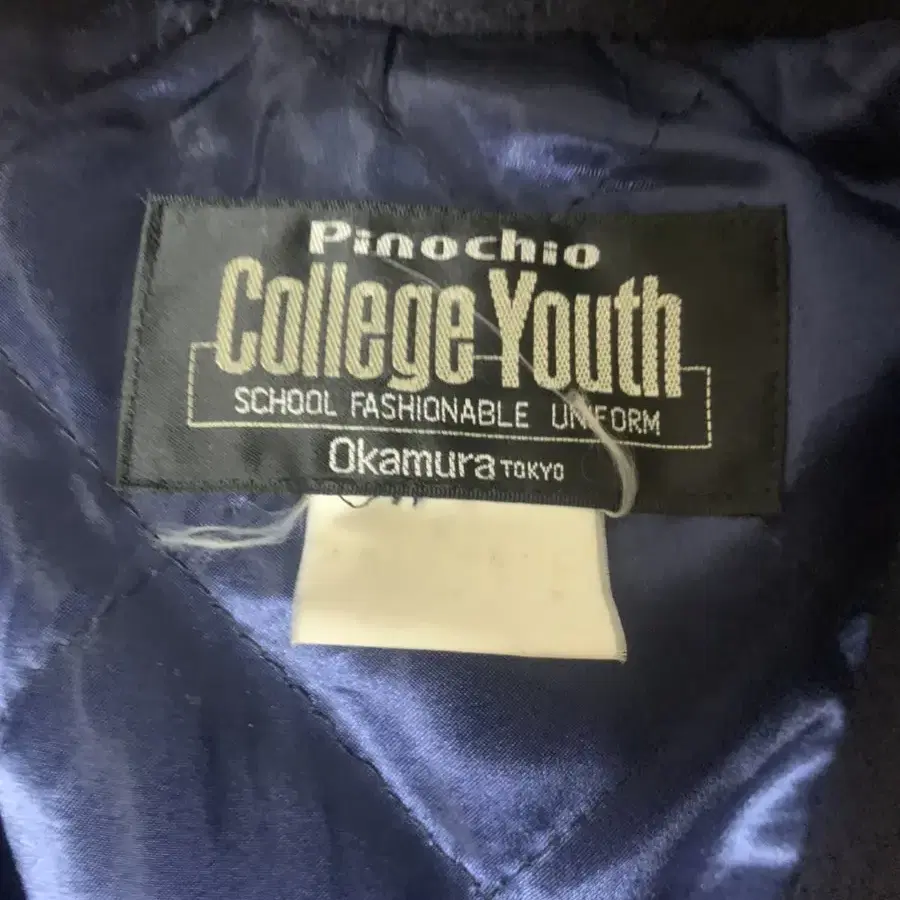 Pinochio
College Youth
SCHOOL FASHIONABLE UNIFORM
Okamura TOKYO